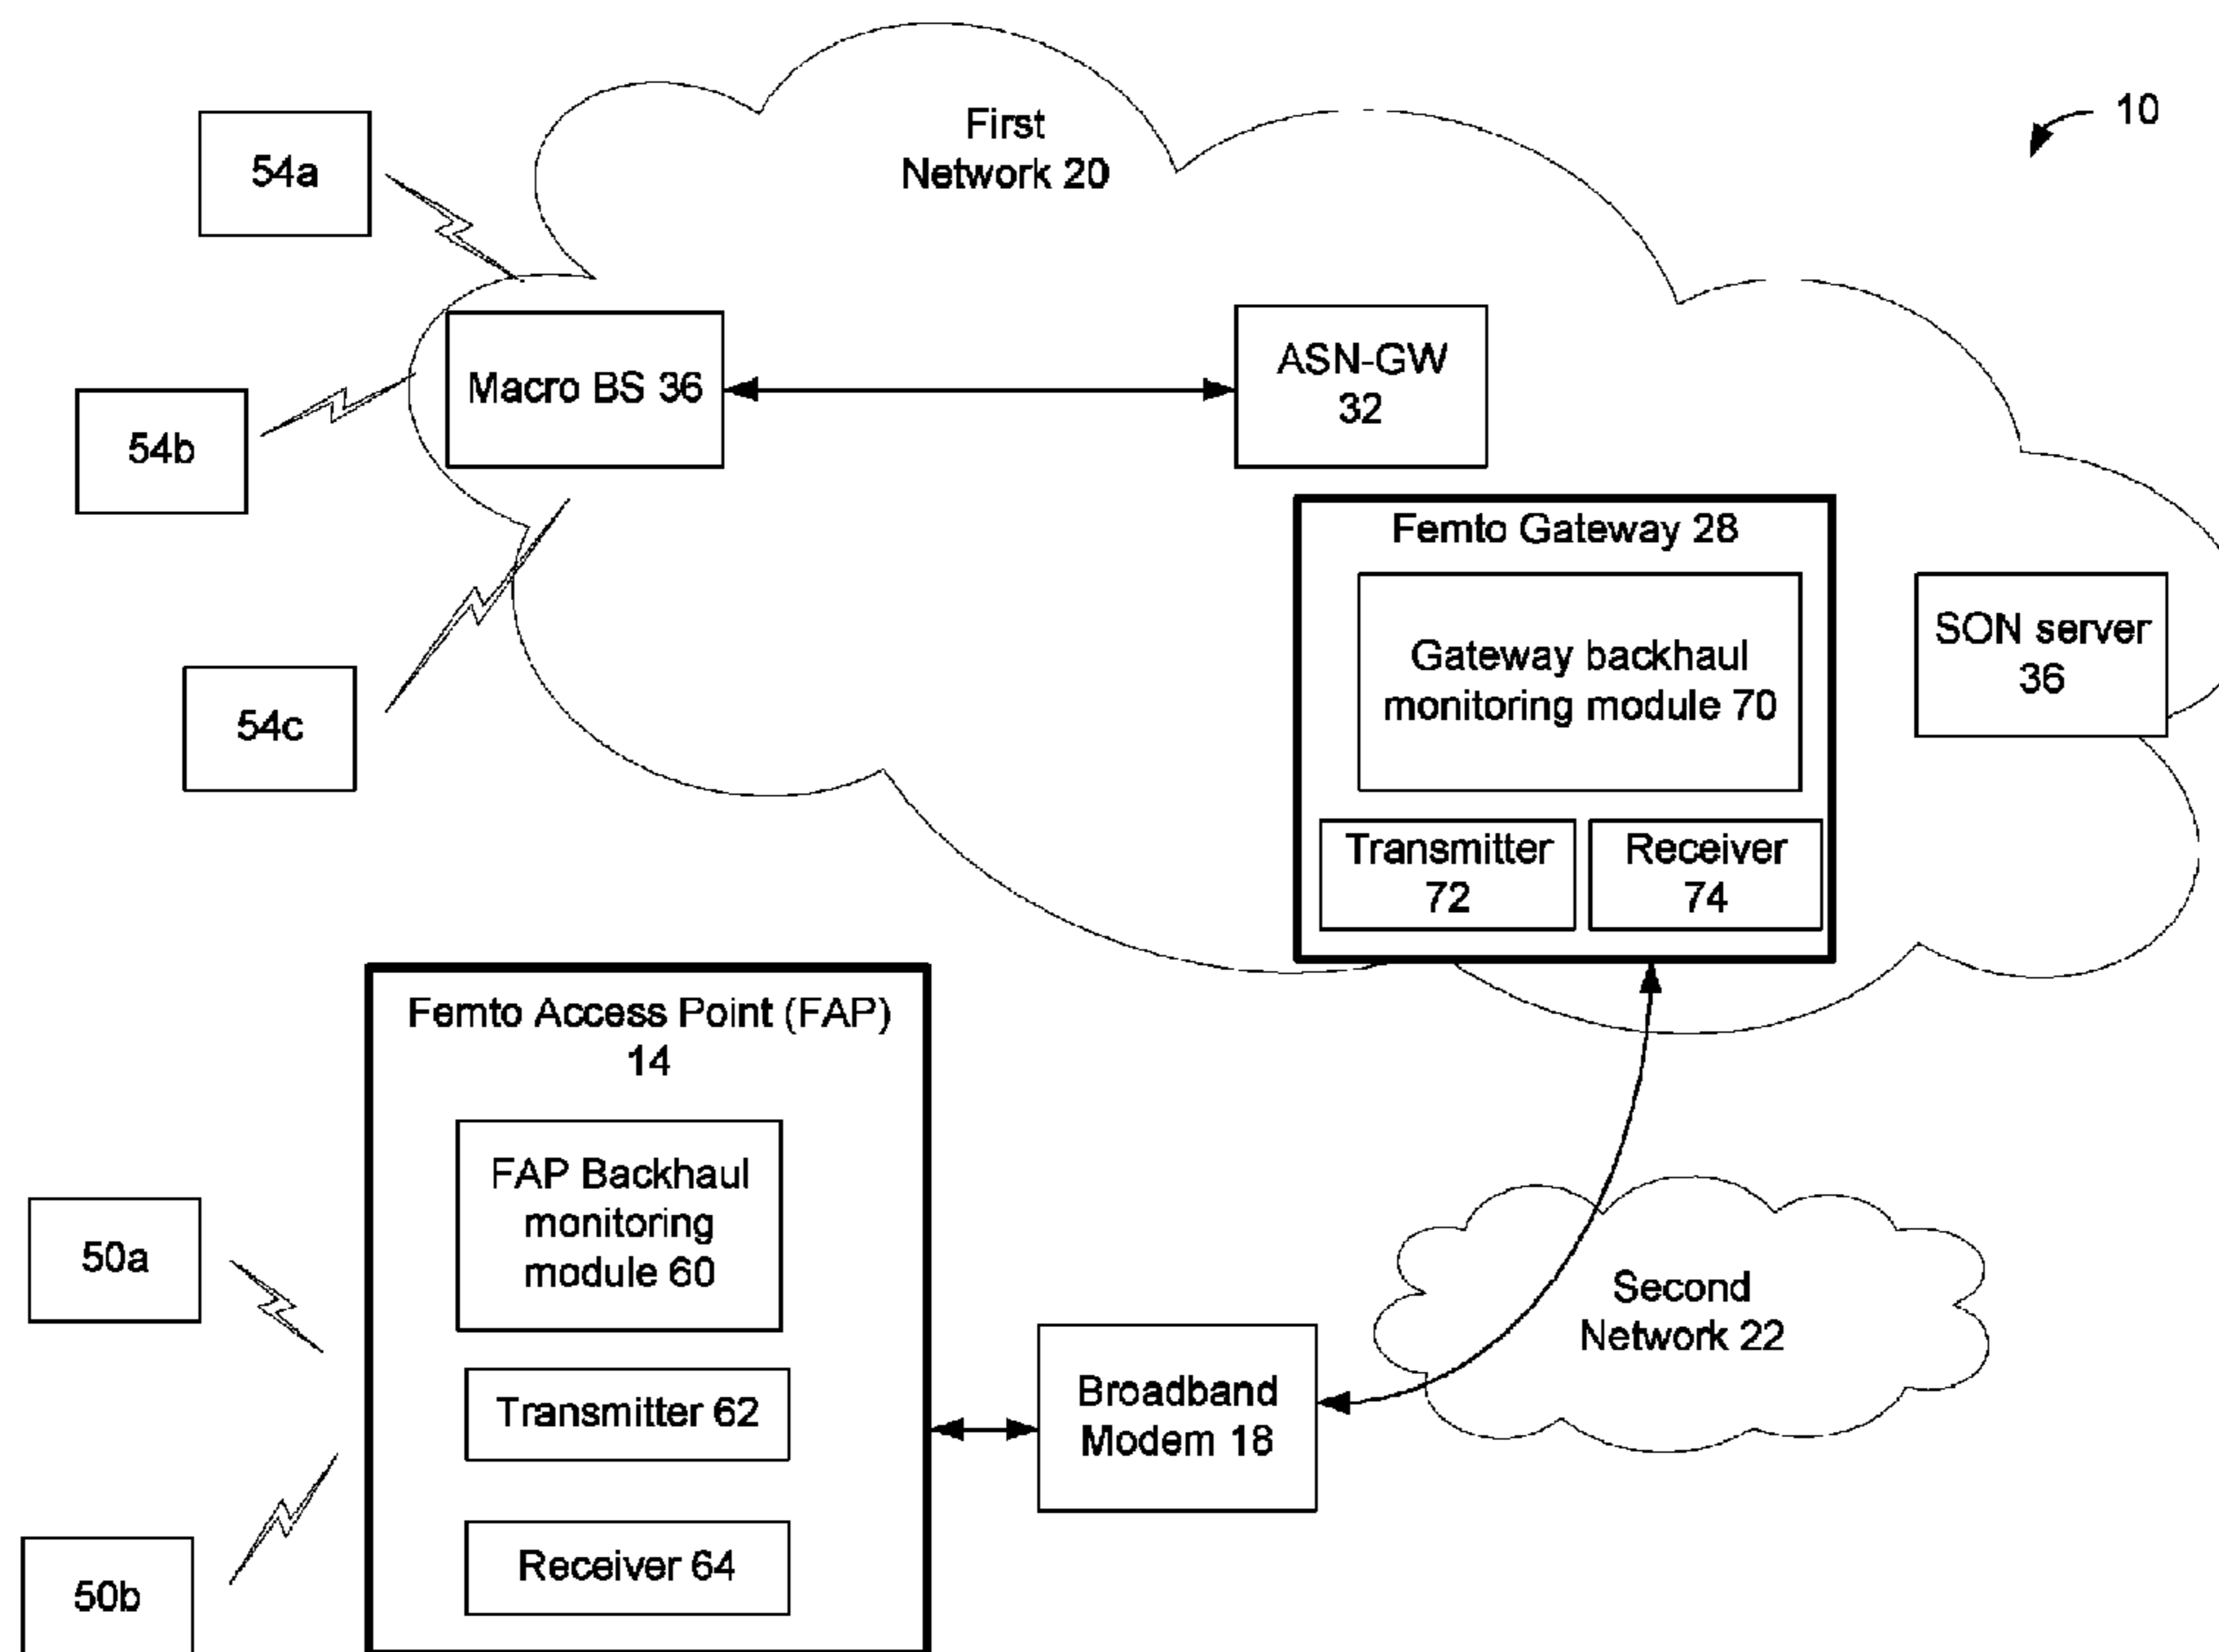 First
Network 20
10
54a
Macro BS 36
ASN-GW
32
54b
Femto Gateway 28
Gateway backhaul
monitoring module 70
SON server
36
54c
Transmitter
72
Receiver
74
Femto Access Point (FAP)
14
FAP Backhaul
monitoring
module 60
50a
Second
Network 22
Transmitter 62
Broadband
Modem 18
Receiver 64
50b